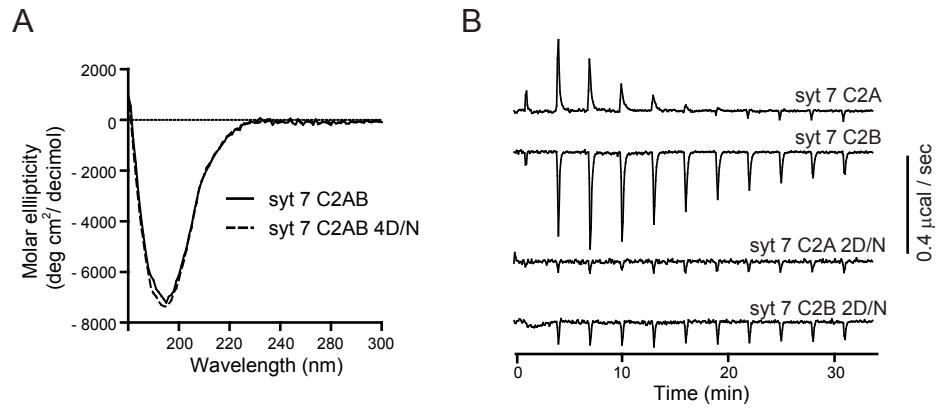 A
Molar elllipticity
(deg cm²/ decimol)
2000
0
- 2000
- 4000
- 6000
- 8000
syt 7 C2AB
syt 7 C2AB 4D/N
200
220
240
260
280
300
Wavelength (nm)
B
syt 7 C2A
syt 7 C2B
syt 7 C2A 2D/N
syt 7 C2B 2D/N
0.4 µcal / sec
0
10
20
30
Time (min)